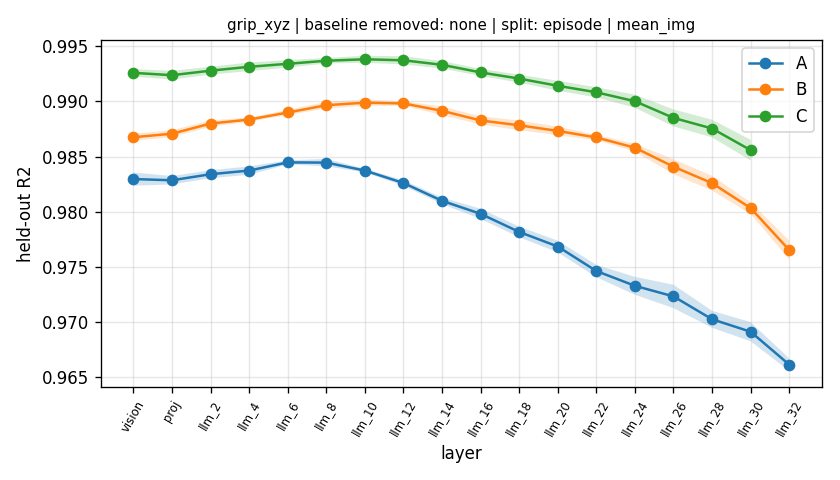 grip_xyz | baseline removed: none | split: episode | mean_img
0.995
0.990
0.985
0.980
0.975
0.970
0.965
held-out R2
A
B
C
vision
proj
llm_2
llm_4
llm_6
llm_8
llm_10
llm_12
llm_14
llm_16
llm_18
llm_20
llm_22
llm_24
llm_26
llm_28
llm_30
llm_32
layer